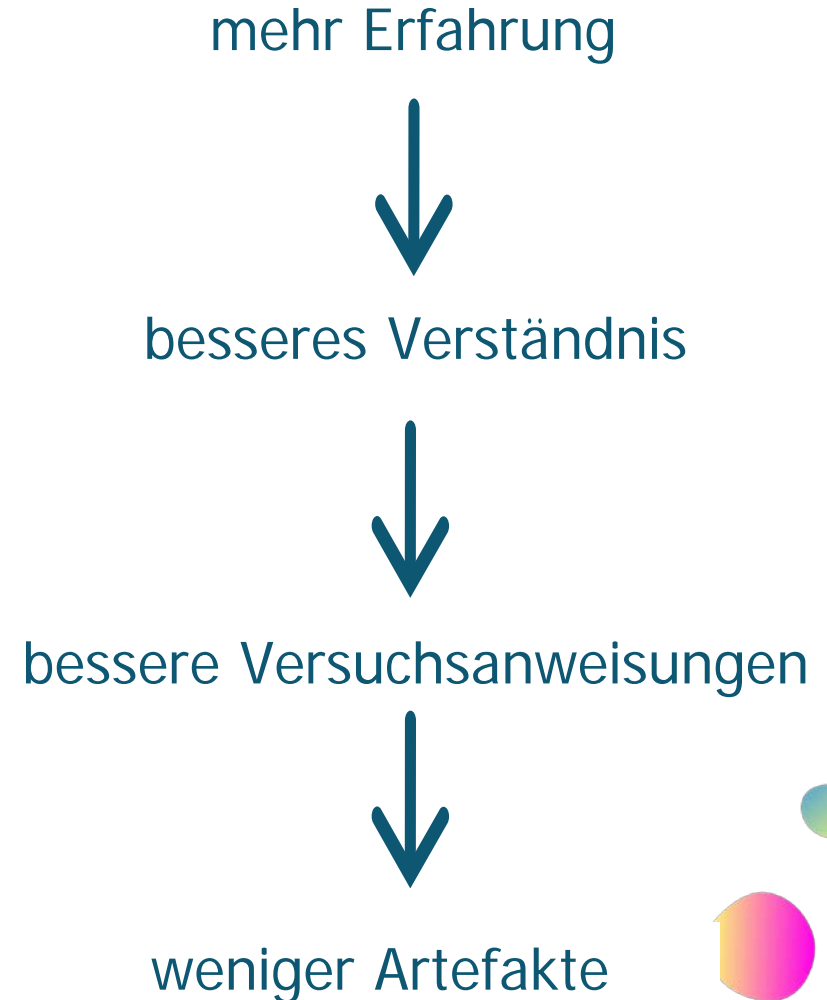 mehr Erfahrung
besseres Verständnis
bessere Versuchsanweisungen
weniger Artefakte